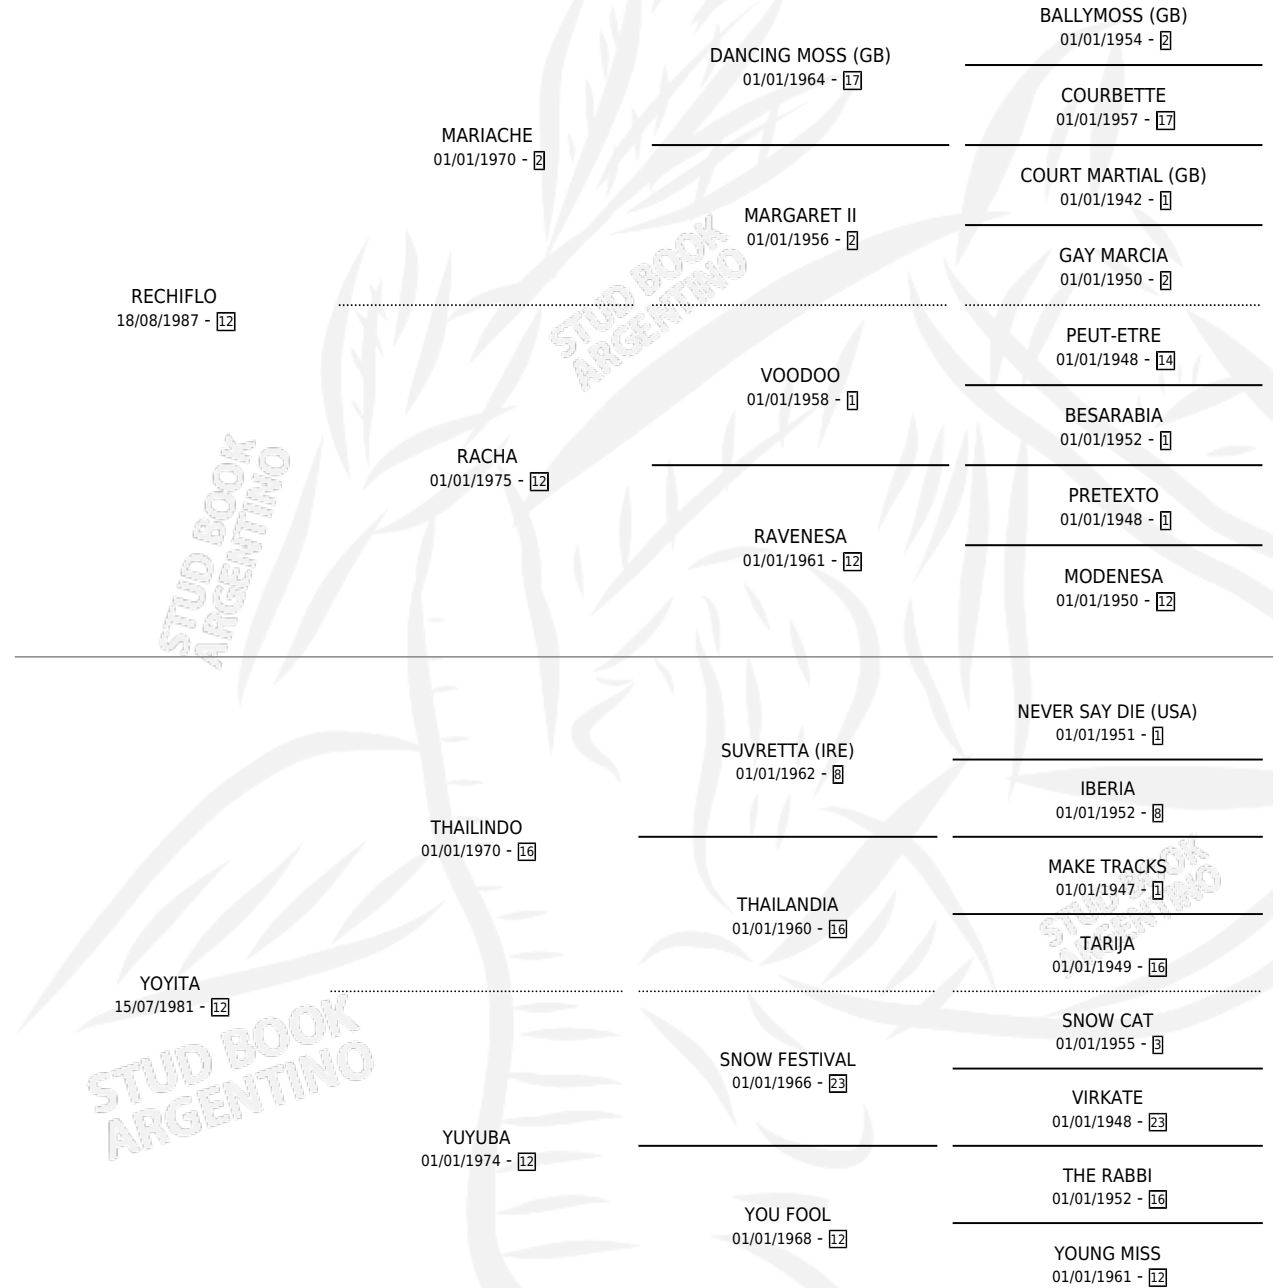 BALLYMOSS (GB)
01/01/1954 - 2
DANCING MOSS (GB)
01/01/1964 - 17
COURBETTE
01/01/1957 - 17
MARIACHE
01/01/1970 - 2
COURT MARTIAL (GB)
01/01/1942 - 1
MARGARET II
01/01/1956 - 2
GAY MARCIA
01/01/1950 - 2
RECHIFLO
18/08/1987 - 12
PEUT-ETRE
01/01/1948 - 14
VOODOO
01/01/1958 - 1
BESARABIA
01/01/1952 - 1
RACHA
01/01/1975 - 12
PRETEXTO
01/01/1948 - 1
RAVENESA
01/01/1961 - 12
MODENESA
01/01/1950 - 12
STUD BOOK
ARGENTINO
STUD BOOK
ARGENTINO
NEVER SAY DIE (USA)
01/01/1951 - 1
SUVRETTA (IRE)
01/01/1962 - 8
IBERIA
01/01/1952 - 8
THAILINDO
01/01/1970 - 16
MAKE TRACKS
01/01/1947 - 1
THAILANDIA
01/01/1960 - 16
TARIJA
01/01/1949 - 16
YOYITA
15/07/1981 - 12
SNOW CAT
01/01/1955 - 3
SNOW FESTIVAL
01/01/1966 - 23
VIRKATE
01/01/1948 - 23
YUYUBA
01/01/1974 - 12
THE RABBI
01/01/1952 - 16
YOU FOOL
01/01/1968 - 12
YOUNG MISS
01/01/1961 - 12
STUD BOOK
ARGENTINO
STUD BOOK
ARGENTINO